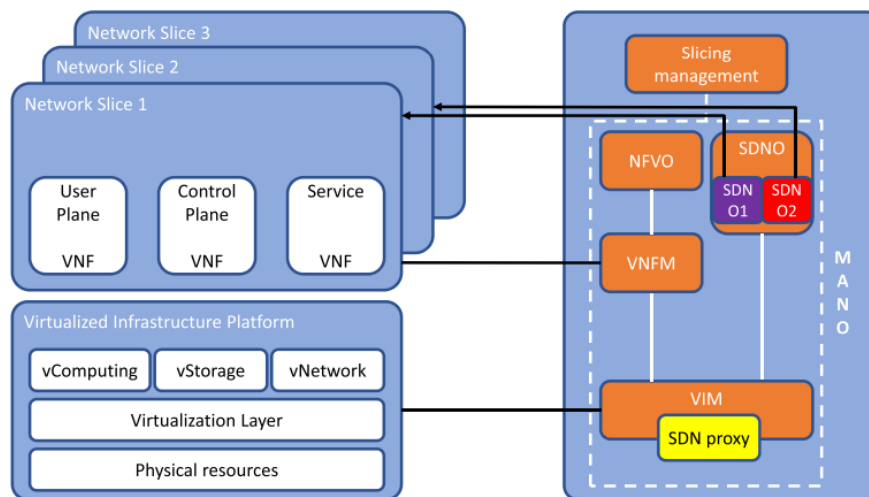 Network Slice 3
Network Slice 2
Network Slice 1
User
Plane
VNF
Control
Plane
VNF
Service
VNF
Virtualized Infrastructure Platform
vComputing
vStorage
vNetwork
Virtualization Layer
Physical resources
Slicing
management
NFVO
SDNO
SDN
O1
SDN
O2
VNFM
VIM
SDN proxy
M
A
N
O